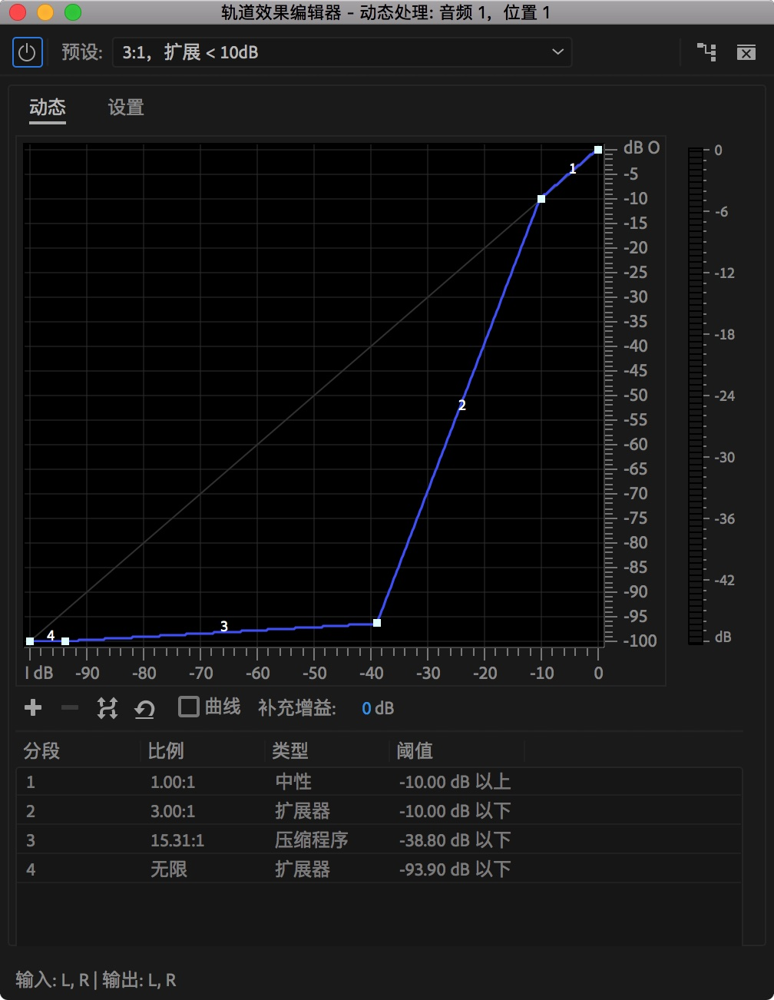 轨道效果编辑器 - 动态处理: 音频 1，位置 1
预设: 3:1，扩展 < 10dB
动态 设置
dB O
-5
-10
-15
-20
-25
-30
-35
-40
-45
-50
-55
-60
-65
-70
-75
-80
-85
-90
-95
-100
0
-6
-12
-18
-24
-30
-36
-42
dB
1
2
3
4
I dB -90 -80 -70 -60 -50 -40 -30 -20 -10 0
曲线 补充增益: 0 dB
分段 比例 类型 阈值
1 1.00:1 中性 -10.00 dB 以上
2 3.00:1 扩展器 -10.00 dB 以下
3 15.31:1 压缩程序 -38.80 dB 以下
4 无限 扩展器 -93.90 dB 以下
输入: L, R | 输出: L, R